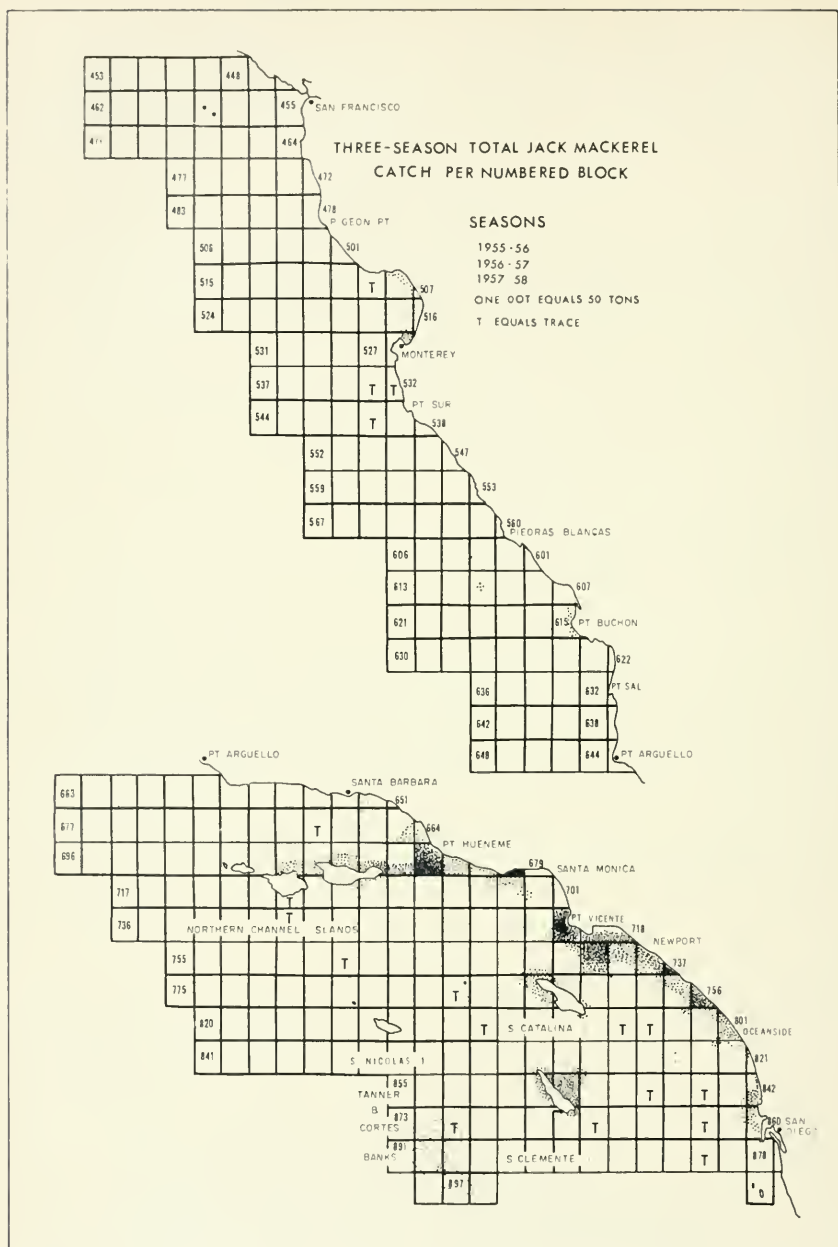 453 448
462 455 SAN FRANCISCO
464
THREE-SEASON TOTAL JACK MACKEREL
CATCH PER NUMBERED BLOCK
477 472
483 478
P GEON PT
SEASONS
1955-56
1956-57
1957 58
ONE OOT EQUALS 50 TONS
T EQUALS TRACE
506 501
515 T 507
524 516
531 527 MONTEREY
537 T T 532
PT SUR
544 T 538
552 547
559 553
567 560
PIEDRAS BLANCAS
606 601
613 607
621 615 PT BUCHON
630 622
636 632 PT SAL
642 638
648 644 PT ARGUELLO
PT ARGUELLO
SANTA BARBARA
663 651
677 T 664
PT HUENEME
696 679 SANTA MONICA
717 T 701
T PT VICENTE
736 NORTHERN CHANNEL SLANDS 718
NEWPORT
755 T 737
775 T 756
820 T S CATALINA T T 801 OCEANSIDE
841 S NICOLAS I 821
855 T T 842
TANNER
&
873
CORTES T T T 860 SAN DIEG
891
BANKS S CLEMENTE T 878
897